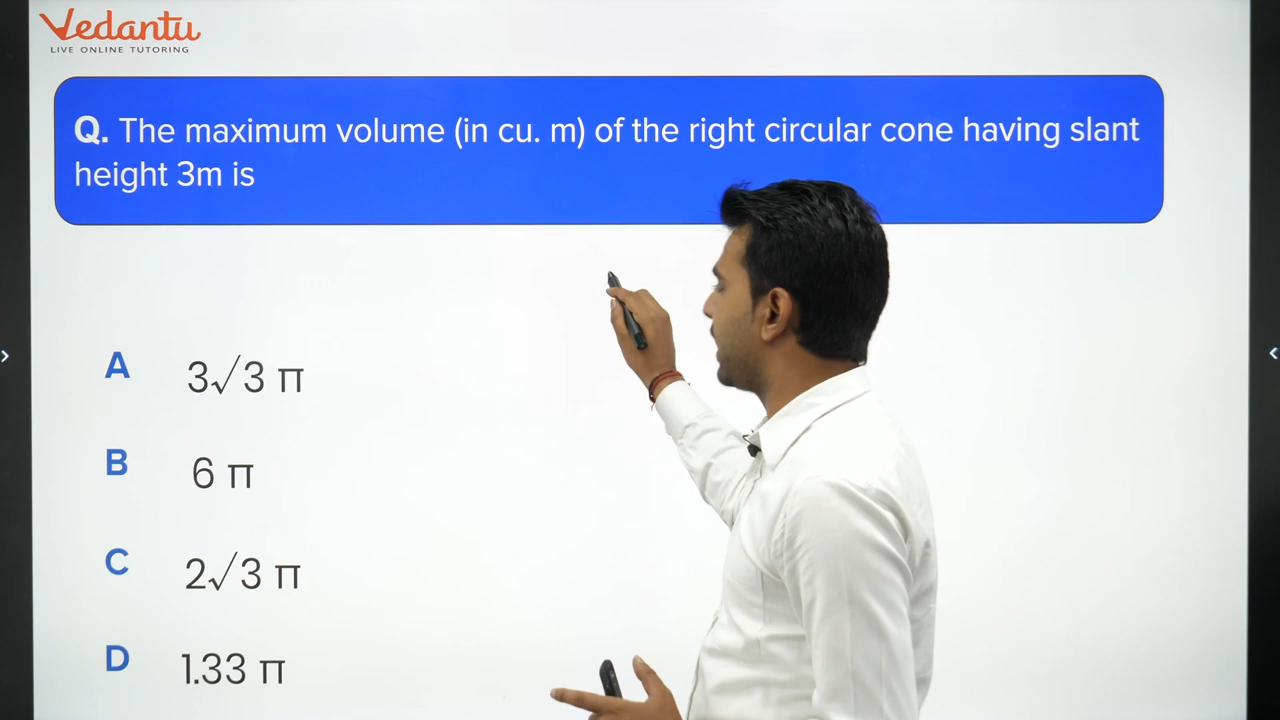 Vedantu
LIVE ONLINE TUTORING
Q. The maximum volume (in cu. m) of the right circular cone having slant
height 3m is
A 3√3 π
B 6 π
C 2√3 π
D 1.33 π